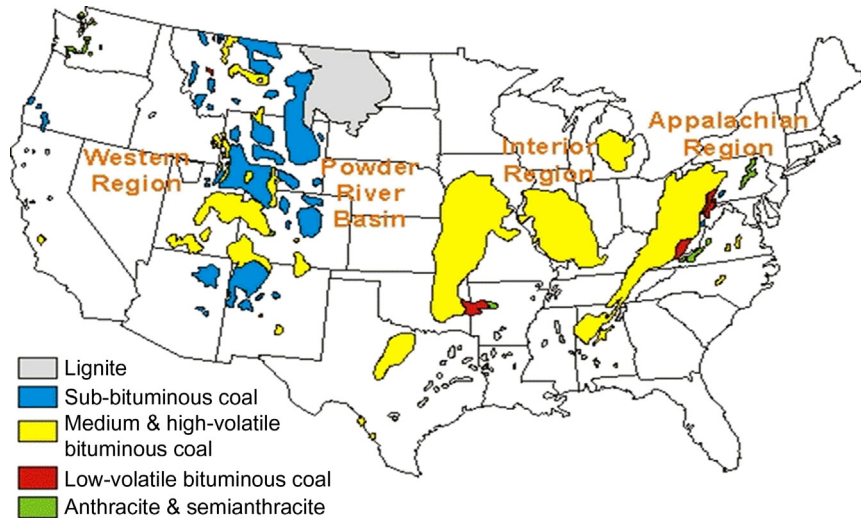 Appalachian
Region
Interior
Region
Western
Region
Powder
River
Basin
Lignite
Sub-bituminous coal
Medium & high-volatile
bituminous coal
Low-volatile bituminous coal
Anthracite & semianthracite